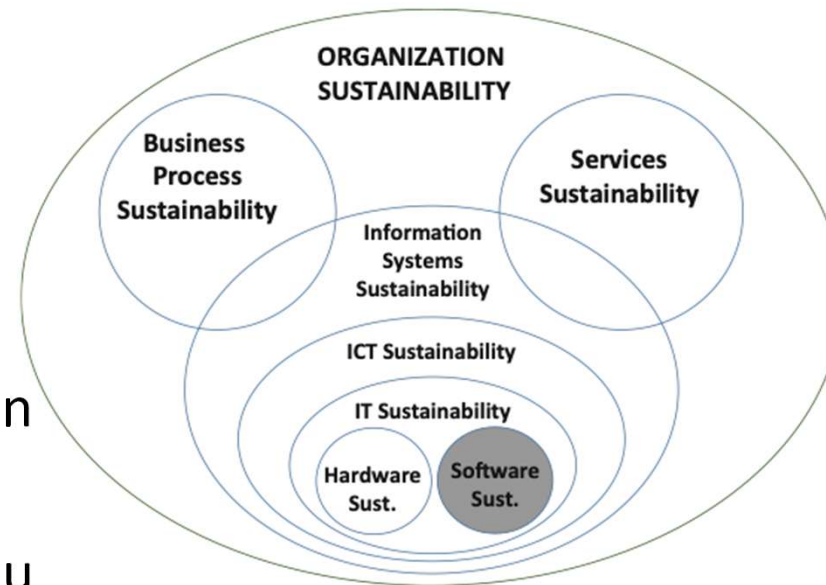 ORGANIZATION
SUSTAINABILITY
Business
Process
Sustainability
Services
Sustainability
Information
Systems
Sustainability
ICT Sustainability
IT Sustainability
Hardware
Sust.
Software
Sust.
n
u